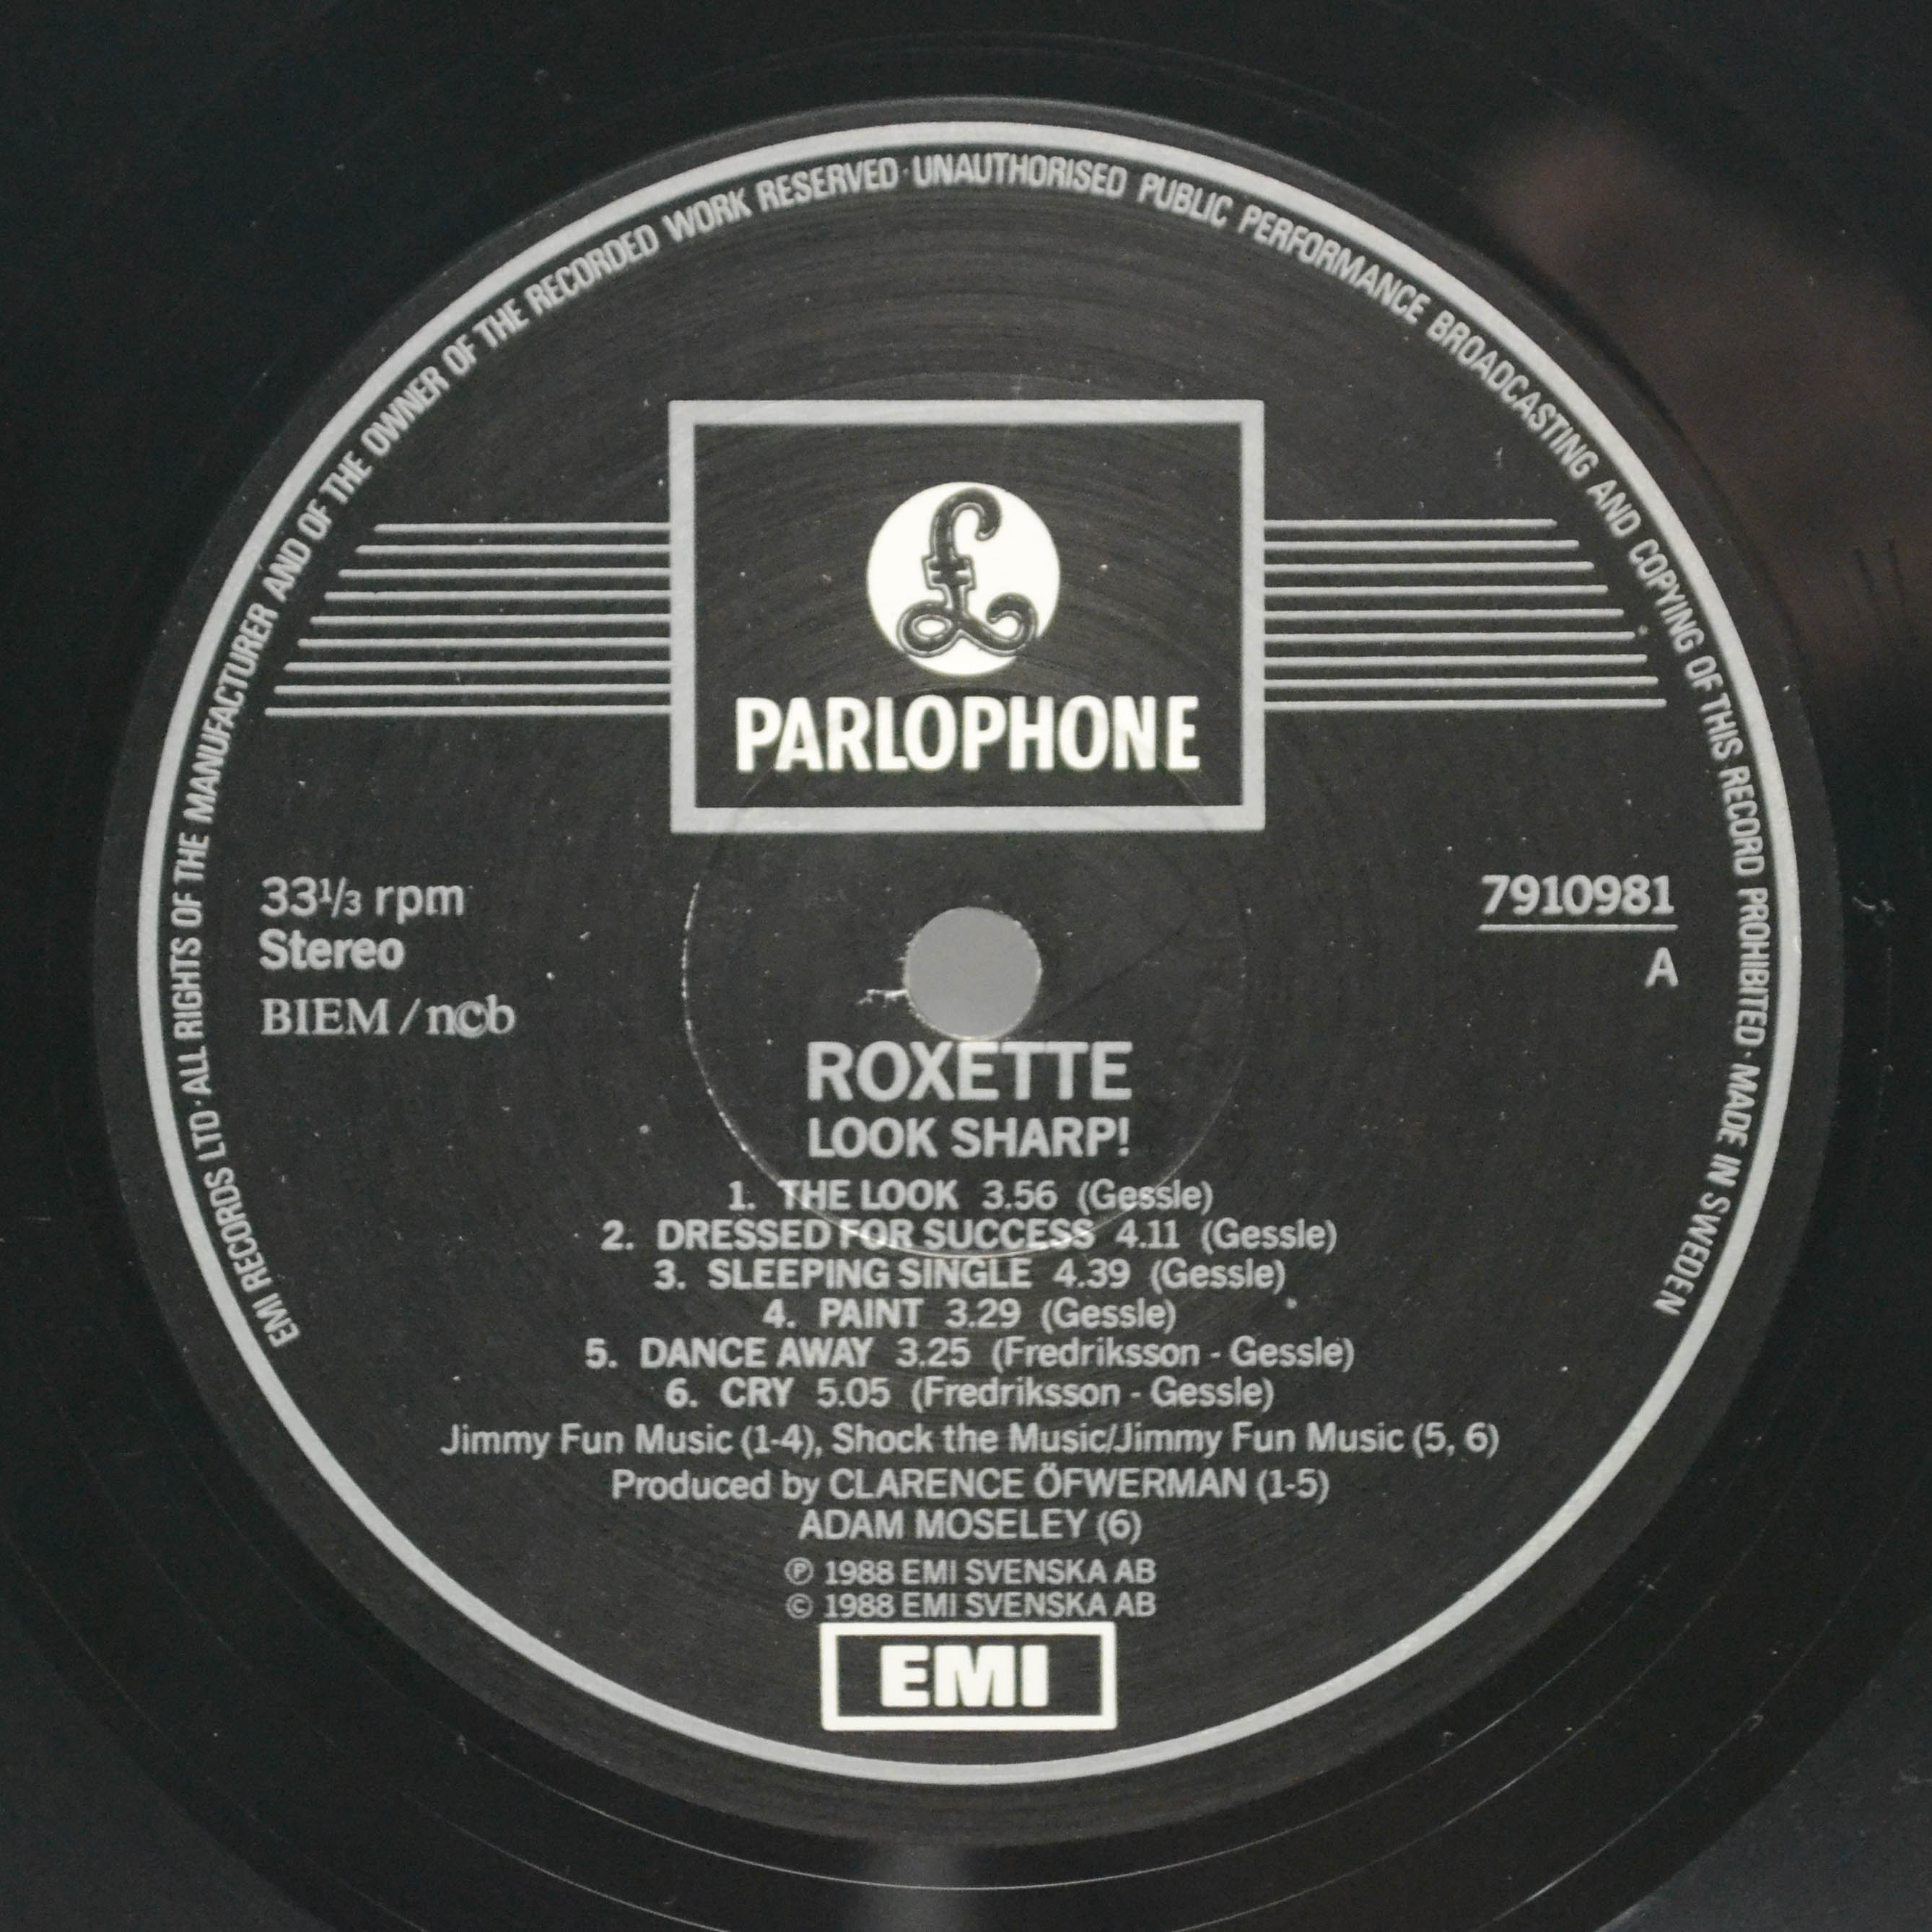 EMI RECORDS LTD · ALL RIGHTS OF THE MANUFACTURER AND OF THE OWNER OF THE RECORDED WORK RESERVED · UNAUTHORISED PUBLIC PERFORMANCE BROADCASTING AND COPYING OF THIS RECORD PROHIBITED · MADE IN SWEDEN
£
PARLOPHONE
33⅓ rpm
Stereo
BIEM/ncb
7910981
A
ROXETTE
LOOK SHARP!
1. THE LOOK 3.56 (Gessle)
2. DRESSED FOR SUCCESS 4.11 (Gessle)
3. SLEEPING SINGLE 4.39 (Gessle)
4. PAINT 3.29 (Gessle)
5. DANCE AWAY 3.25 (Fredriksson - Gessle)
6. CRY 5.05 (Fredriksson - Gessle)
Jimmy Fun Music (1-4), Shock the Music/Jimmy Fun Music (5, 6)
Produced by CLARENCE ÖFWERMAN (1-5)
ADAM MOSELEY (6)
℗ 1988 EMI SVENSKA AB
© 1988 EMI SVENSKA AB
EMI